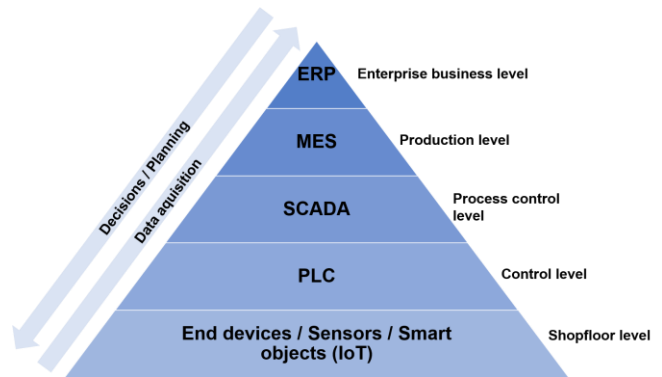 ERP
Enterprise business level
MES
Production level
SCADA
Process control
level
PLC
Control level
End devices / Sensors / Smart
objects (IoT)
Shopfloor level
Decisions / Planning
Data aquisition